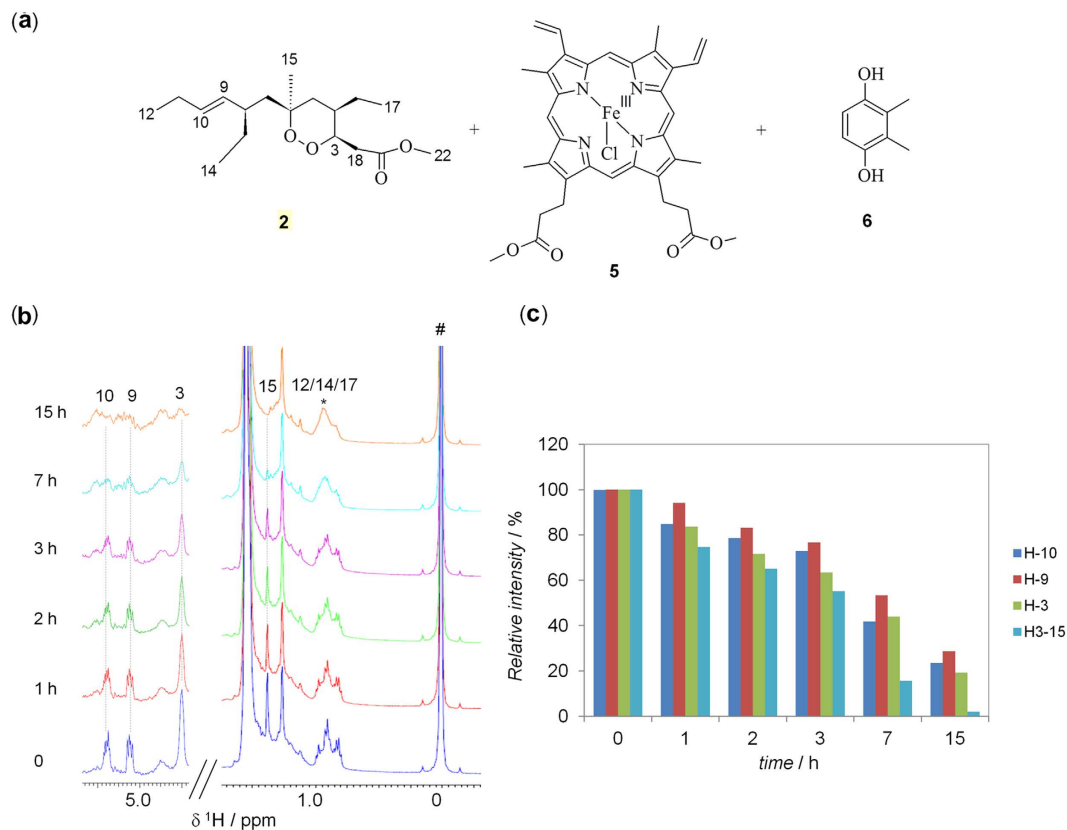 (a)
15
9
12
10
14
O
O
3
17
18
O
O
22
2
+
N
N
Fe
III
Cl
N
N
O
O
O
O
5
+
OH
OH
6
(b)
#
10
9
3
15
12/14/17
*
15 h
7 h
3 h
2 h
1 h
0
5.0
1.0
0
δ ¹H / ppm
(c)
Relative intensity / %
120
100
80
60
40
20
0
0 1 2 3 7 15
time / h
H-10
H-9
H-3
H3-15